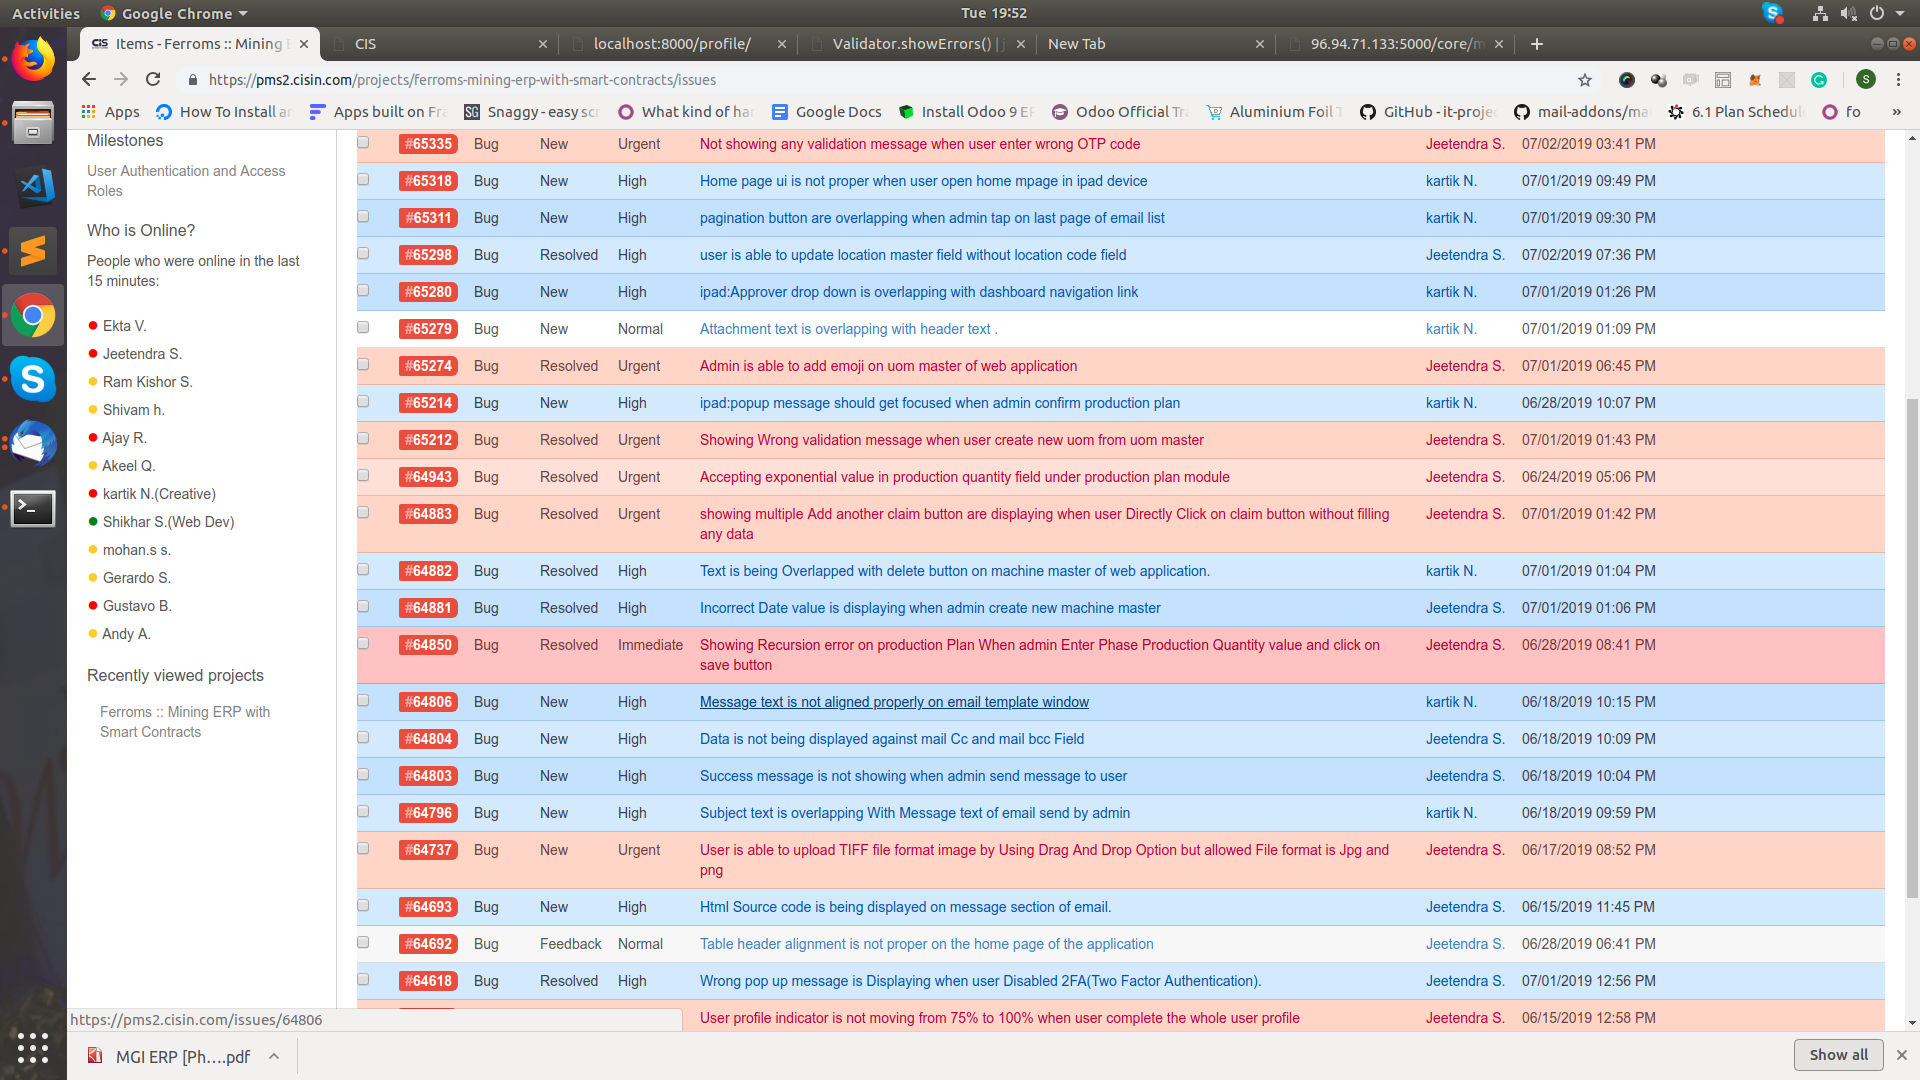 Activities Google Chrome Tue 19:52
Items - Ferroms :: Mining CIS localhost:8000/profile/ Validator.showErrors() | New Tab 96.94.71.133:5000/core/m
https://pms2.cisin.com/projects/ferroms-mining-erp-with-smart-contracts/issues S
Apps How To Install Apps built on Snaggy - easy What kind of Google Docs Install Odoo 9 Odoo Official Aluminium Foil GitHub - it-proje mail-addons/ma 6.1 Plan fo »
Milestones
User Authentication and Access
Roles
Who is Online?
People who were online in the last
15 minutes:
Ekta V.
Jeetendra S.
Ram Kishor S.
Shivam h.
Ajay R.
Akeel Q.
kartik N.(Creative)
Shikhar S.(Web Dev)
mohan.s s.
Gerardo S.
Gustavo B.
Andy A.
Recently viewed projects
Ferroms :: Mining ERP with
Smart Contracts
#65335 Bug New Urgent Not showing any validation message when user enter wrong OTP code Jeetendra S. 07/02/2019 03:41 PM
#65318 Bug New High Home page ui is not proper when user open home mpage in ipad device kartik N. 07/01/2019 09:49 PM
#65311 Bug New High pagination button are overlapping when admin tap on last page of email list kartik N. 07/01/2019 09:30 PM
#65298 Bug Resolved High user is able to update location master field without location code field Jeetendra S. 07/02/2019 07:36 PM
#65280 Bug New High ipad:Approver drop down is overlapping with dashboard navigation link kartik N. 07/01/2019 01:26 PM
#65279 Bug New Normal Attachment text is overlapping with header text . kartik N. 07/01/2019 01:09 PM
#65274 Bug Resolved Urgent Admin is able to add emoji on uom master of web application Jeetendra S. 07/01/2019 06:45 PM
#65214 Bug New High ipad:popup message should get focused when admin confirm production plan kartik N. 06/28/2019 10:07 PM
#65212 Bug Resolved Urgent Showing Wrong validation message when user create new uom from uom master Jeetendra S. 07/01/2019 01:43 PM
#64943 Bug Resolved Urgent Accepting exponential value in production quantity field under production plan module Jeetendra S. 06/24/2019 05:06 PM
#64883 Bug Resolved Urgent showing multiple Add another claim button are displaying when user Directly Click on claim button without filling Jeetendra S. 07/01/2019 01:42 PM
any data
#64882 Bug Resolved High Text is being Overlapped with delete button on machine master of web application. kartik N. 07/01/2019 01:04 PM
#64881 Bug Resolved High Incorrect Date value is displaying when admin create new machine master Jeetendra S. 07/01/2019 01:06 PM
#64850 Bug Resolved Immediate Showing Recursion error on production Plan When admin Enter Phase Production Quantity value and click on Jeetendra S. 06/28/2019 08:41 PM
save button
#64806 Bug New High Message text is not aligned properly on email template window kartik N. 06/18/2019 10:15 PM
#64804 Bug New High Data is not being displayed against mail Cc and mail bcc Field Jeetendra S. 06/18/2019 10:09 PM
#64803 Bug New High Success message is not showing when admin send message to user Jeetendra S. 06/18/2019 10:04 PM
#64796 Bug New High Subject text is overlapping With Message text of email send by admin kartik N. 06/18/2019 09:59 PM
#64737 Bug New Urgent User is able to upload TIFF file format image by Using Drag And Drop Option but allowed File format is Jpg and Jeetendra S. 06/17/2019 08:52 PM
png
#64693 Bug New High Html Source code is being displayed on message section of email. Jeetendra S. 06/15/2019 11:45 PM
#64692 Bug Feedback Normal Table header alignment is not proper on the home page of the application Jeetendra S. 06/28/2019 06:41 PM
#64618 Bug Resolved High Wrong pop up message is Displaying when user Disabled 2FA(Two Factor Authentication). Jeetendra S. 07/01/2019 12:56 PM
User profile indicator is not moving from 75% to 100% when user complete the whole user profile Jeetendra S. 06/15/2019 12:58 PM
https://pms2.cisin.com/issues/64806
MGI ERP [Ph....pdf Show all